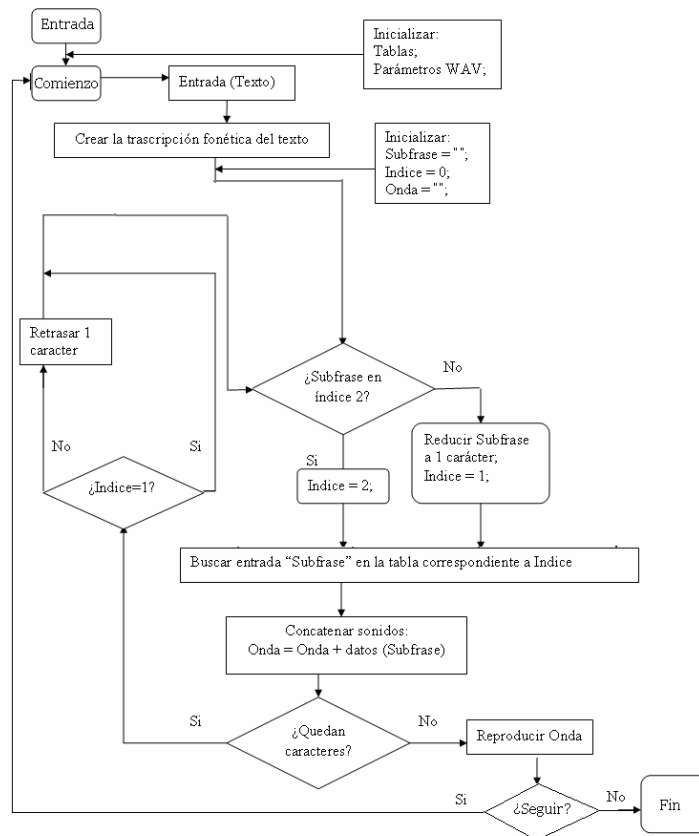 Entrada
Inicializar:
Tablas;
Parámetros WAV;
Comienzo
Entrada (Texto)
Crear la trascripción fonética del texto
Inicializar:
Subfrase = "";
Indice = 0;
Onda = "";
Retrasar 1
caracter
¿Subfrase en
índice 2?
No
Reducir Subfrase
a 1 carácter;
Indice = 1;
Si
Indice = 2;
No
Si
¿Indice=1?
Buscar entrada “Subfrase” en la tabla correspondiente a Indice
Concatenar sonidos:
Onda = Onda + datos (Subfrase)
Si
¿Quedan
caracteres?
No
Reproducir Onda
Si
¿Seguir?
No
Fin